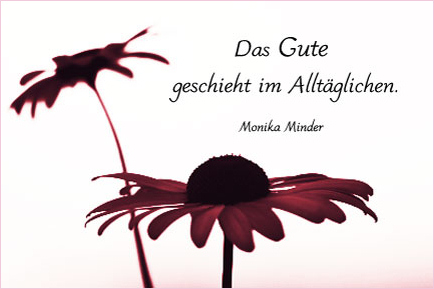 Das Gute
geschieht im Alltäglichen.
Monika Minder